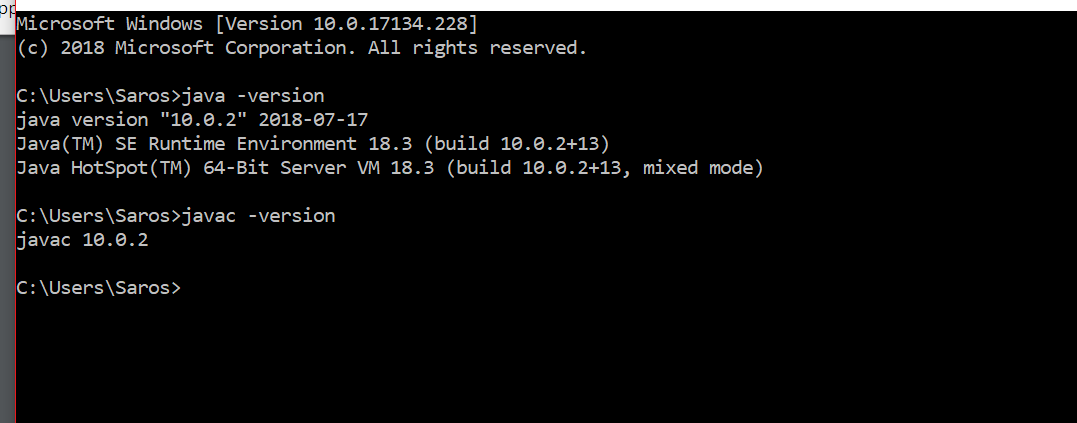 pp
Microsoft Windows [Version 10.0.17134.228]
(c) 2018 Microsoft Corporation. All rights reserved.
C:\Users\Saros>java -version
java version "10.0.2" 2018-07-17
Java(TM) SE Runtime Environment 18.3 (build 10.0.2+13)
Java HotSpot(TM) 64-Bit Server VM 18.3 (build 10.0.2+13, mixed mode)
C:\Users\Saros>javac -version
javac 10.0.2
C:\Users\Saros>